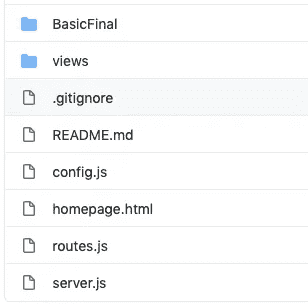 BasicFinal
views
.gitignore
README.md
config.js
homepage.html
routes.js
server.js